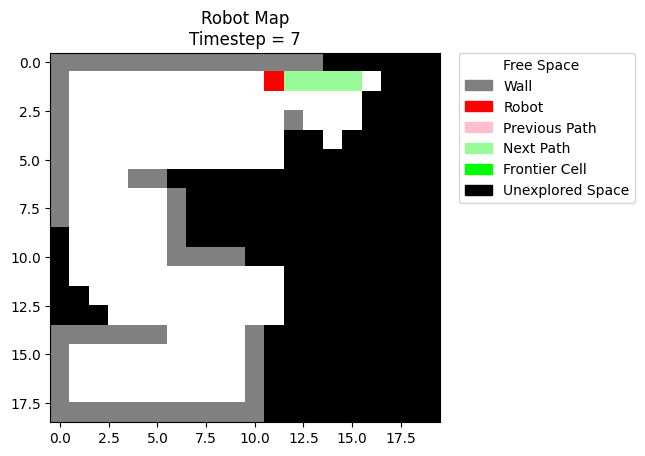 Robot Map
Timestep = 7
0.0
2.5
5.0
7.5
10.0
12.5
15.0
17.5
0.0 2.5 5.0 7.5 10.0 12.5 15.0 17.5
Free Space
Wall
Robot
Previous Path
Next Path
Frontier Cell
Unexplored Space